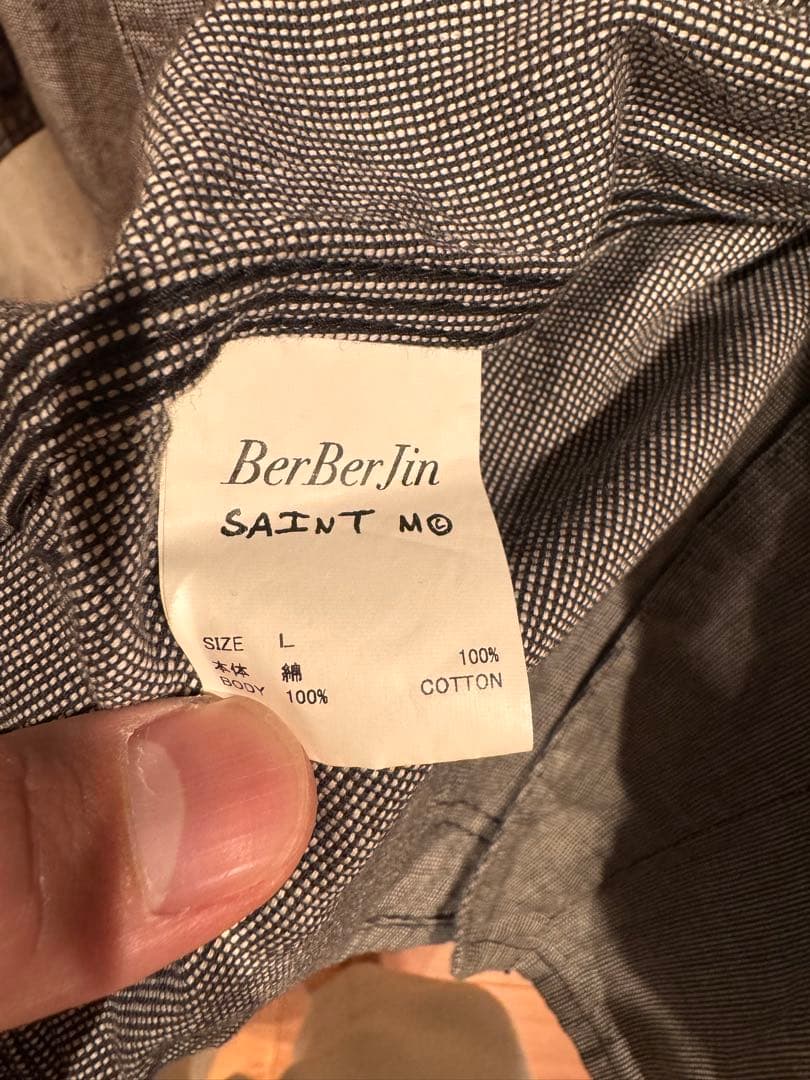 BerBerJin
SAINT M©
SIZE L
本体 綿 100%
BODY 100% COTTON